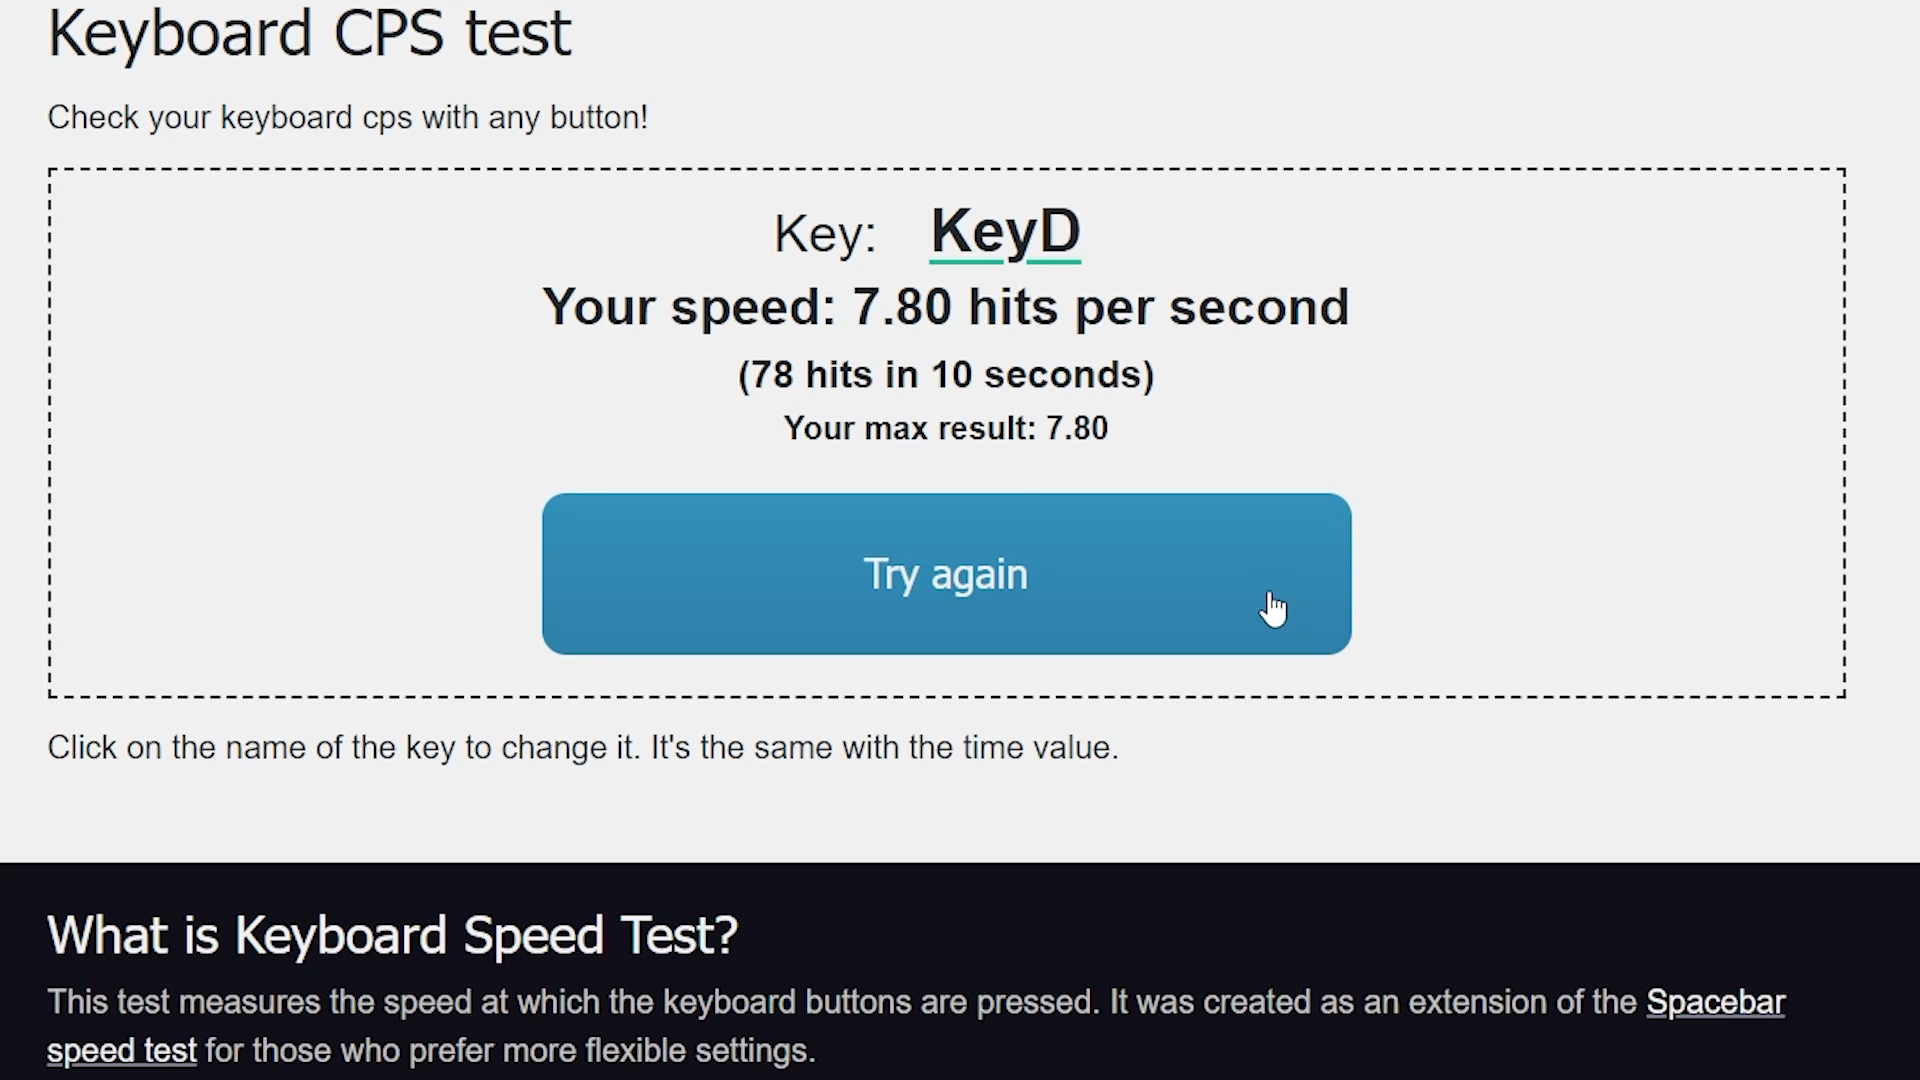 Keyboard CPS test
Check your keyboard cps with any button!
Key: KeyD
Your speed: 7.80 hits per second
(78 hits in 10 seconds)
Your max result: 7.80
Try again
Click on the name of the key to change it. It's the same with the time value.
What is Keyboard Speed Test?
This test measures the speed at which the keyboard buttons are pressed. It was created as an extension of the Spacebar
speed test for those who prefer more flexible settings.